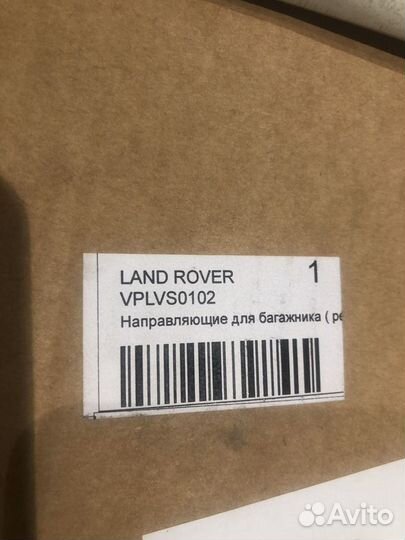 LAND ROVER 1
VPLVS0102
Направляющие для багажника ( ре
Avito